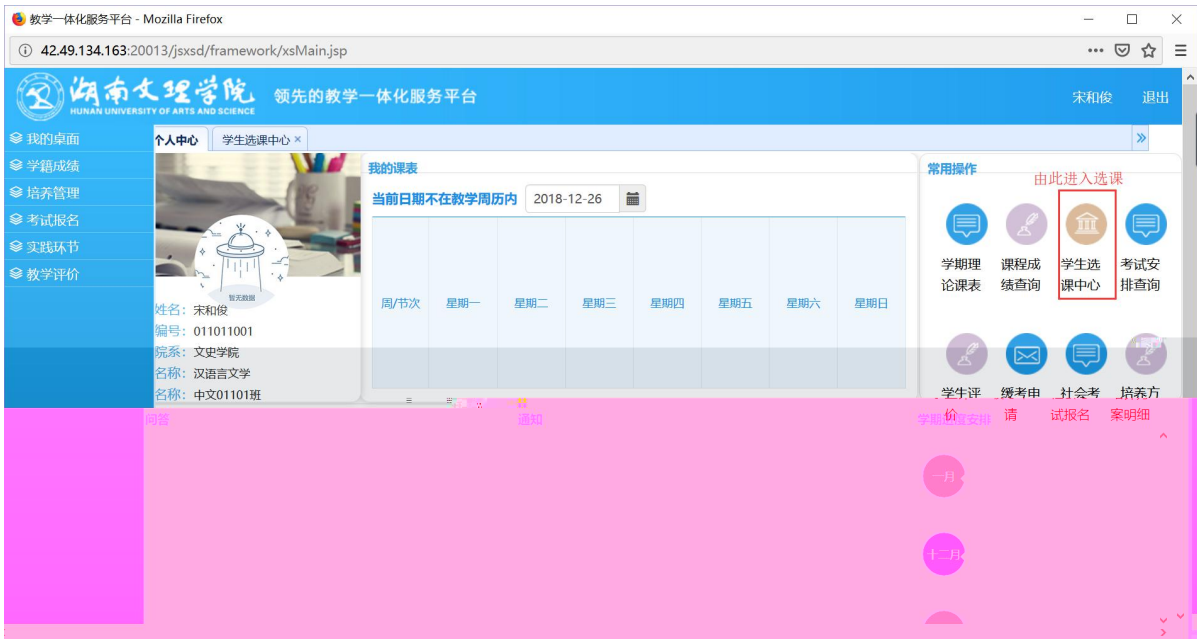 教学一体化服务平台 - Mozilla Firefox
42.49.134.163:20013/jsxsd/framework/xsMain.jsp
湖南文理学院
HUNAN UNIVERSITY OF ARTS AND SCIENCE
领先的教学一体化服务平台
宋和俊 退出
我的桌面
学籍成绩
培养管理
考试报名
实践环节
教学评价
个人中心 学生选课中心 ×
暂无数据
姓名：宋和俊
编号：011011001
院系：文史学院
名称：汉语言文学
名称：中文01101班
我的课表
当前日期不在教学周历内 2018-12-26
周/节次 星期一 星期二 星期三 星期四 星期五 星期六 星期日
常用操作
由此进入选课
学期理论课表
课程成绩查询
学生选课中心
考试安排查询
学生评价
缓考申请
社会考试报名
培养方案明细
问答
通知
学期进度安排
一月
十二月